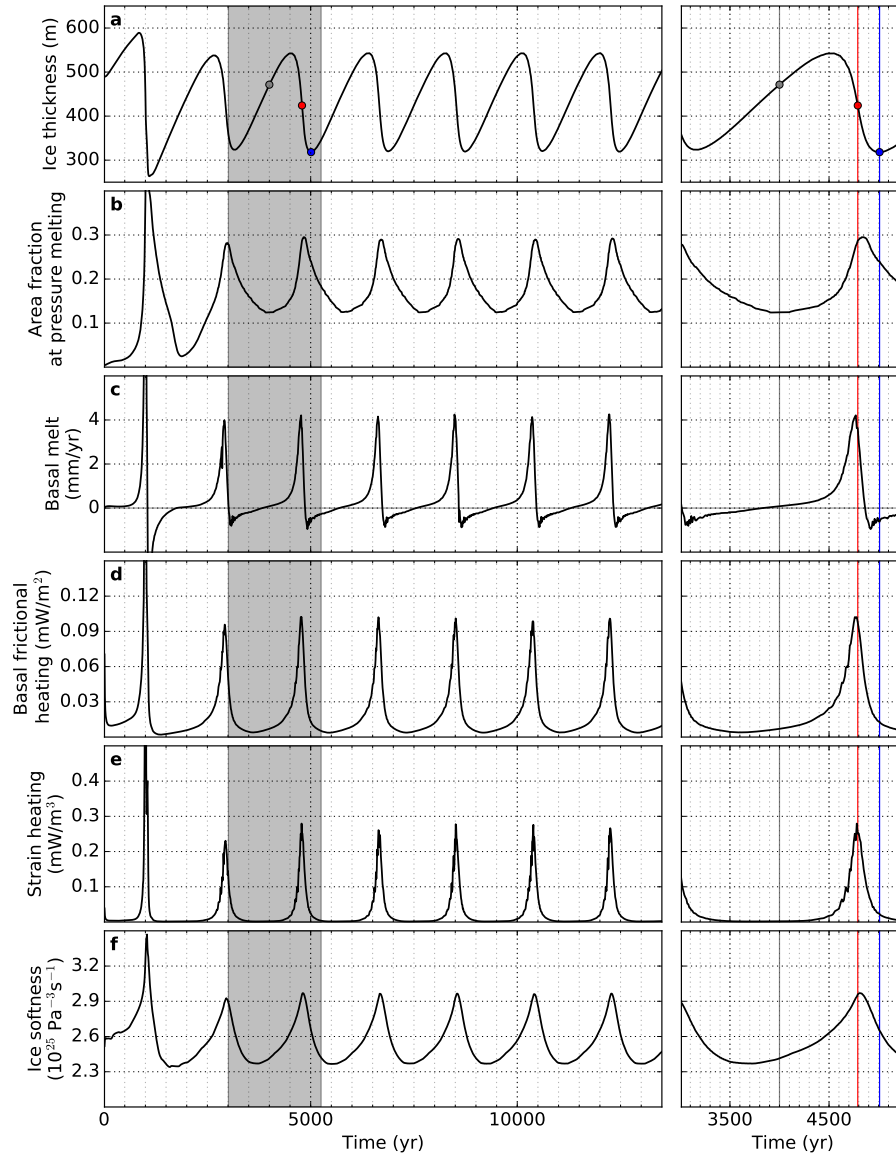 a
600
500
400
300
Ice thickness (m)
b
0.3
0.2
0.1
Area fraction
at pressure melting
c
4
2
0
Basal melt
(mm/yr)
d
0.12
0.09
0.06
0.03
Basal frictional
heating (mW/m²)
e
0.4
0.3
0.2
0.1
Strain heating
(mW/m³)
f
3.2
2.9
2.6
2.3
Ice softness
(10²⁵ Pa⁻³s⁻¹)
0 5000 10000
Time (yr)
3500 4500
Time (yr)